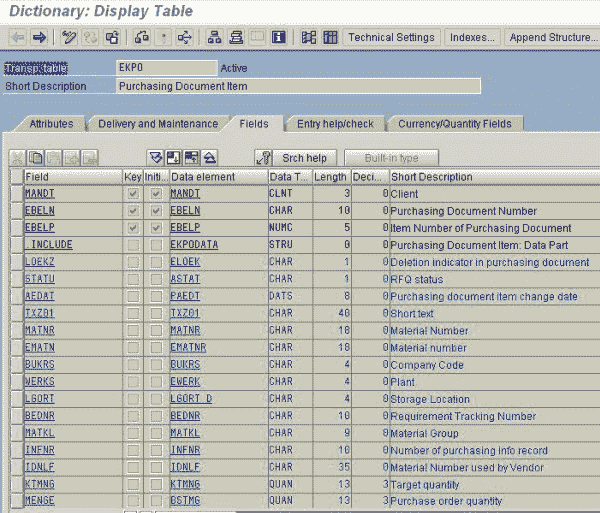 Dictionary: Display Table
Technical Settings Indexes... Append Structure...
Transp. table EKPO Active
Short Description Purchasing Document Item
Attributes Delivery and Maintenance Fields Entry help/check Currency/Quantity Fields
Srch help Built-in type
Field Key Initi... Data element Data T... Length Deci... Short Description
MANDT MANDT CLNT 3 0 Client
EBELN EBELN CHAR 10 0 Purchasing Document Number
EBELP EBELP NUMC 5 0 Item Number of Purchasing Document
.INCLUDE EKPODATA STRU 0 0 Purchasing Document Item: Data Part
LOEKZ ELOEK CHAR 1 0 Deletion indicator in purchasing document
STATU ASTAT CHAR 1 0 RFQ status
AEDAT PAEDT DATS 8 0 Purchasing document item change date
TXZ01 TXZ01 CHAR 40 0 Short text
MATNR MATNR CHAR 18 0 Material Number
EMATN EMATNR CHAR 18 0 Material number
BUKRS BUKRS CHAR 4 0 Company Code
WERKS EWERK CHAR 4 0 Plant
LGORT LGORT_D CHAR 4 0 Storage Location
BEDNR BEDNR CHAR 10 0 Requirement Tracking Number
MATKL MATKL CHAR 9 0 Material Group
INFNR INFNR CHAR 10 0 Number of purchasing info record
IDNLF IDNLF CHAR 35 0 Material Number used by Vendor
KTMNG KTMNG QUAN 13 3 Target quantity
MENGE BSTMG QUAN 13 3 Purchase order quantity